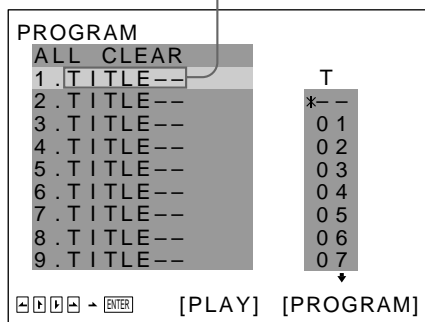 PROGRAM
ALL CLEAR
1.TITLE––
2.TITLE––
3.TITLE––
4.TITLE––
5.TITLE––
6.TITLE––
7.TITLE––
8.TITLE––
9.TITLE––
T
*––
01
02
03
04
05
06
07
ENTER [PLAY] [PROGRAM]